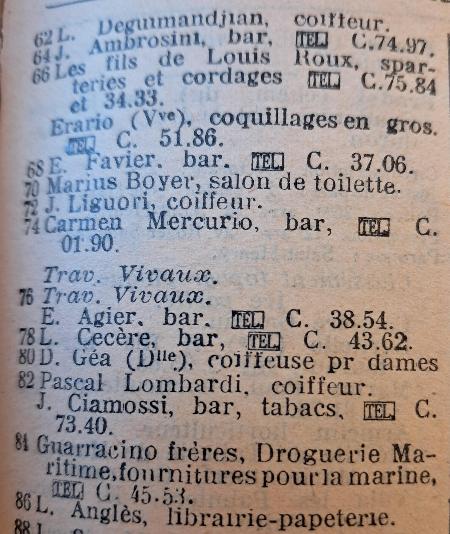 62 L. Deguimandjian, coiffeur.
64 J. Ambrosini, bar, TEL C.74.97.
66 Les fils de Louis Roux, spar-
teries et cordages TEL C.75.84
et 34.33.
Erario (Vve), coquillages en gros.
TEL C. 51.86.
68 E. Favier. bar. TEL C. 37.06.
70 Marius Boyer, salon de toilette.
72 J. Liguori, coiffeur.
74 Carmen Mercurio, bar, TEL C.
01.90.
Trav. Vivaux.
76 Trav. Vivaux.
E. Agier. bar. TEL C. 38.54.
78 L. Cecère, bar, TEL C. 43.62.
80 D. Géa (Dlle), coiffeuse pr dames
82 Pascal Lombardi, coiffeur.
J. Ciamossi, bar, tabacs, TEL C.
73.40.
84 Guarracino frères, Droguerie Ma-
ritime, fournitures pour la marine,
TEL C. 45.53.
86 L. Anglès, librairie-papeterie.
88